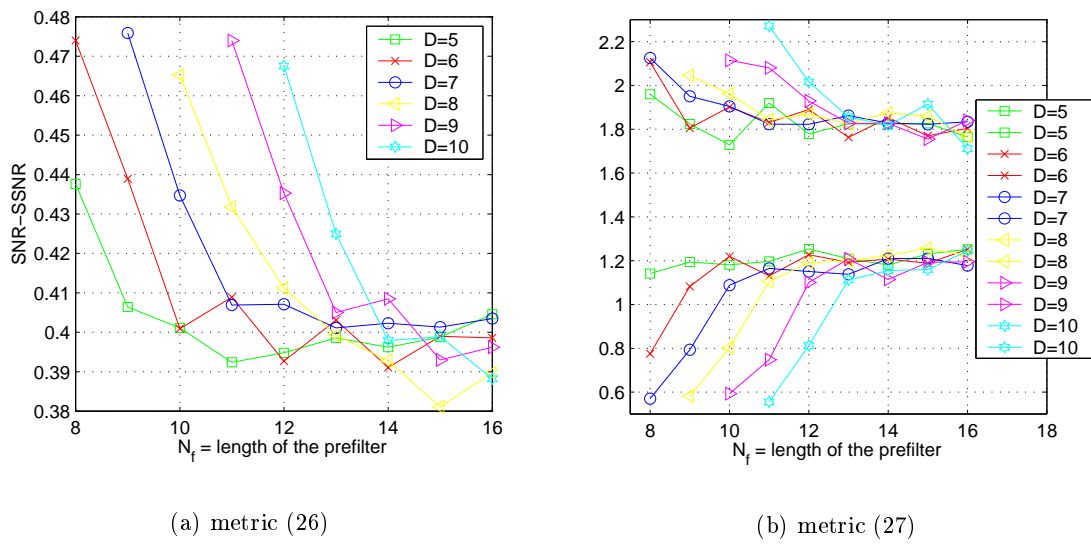 0.48
0.47
0.46
0.45
0.44
0.43
0.42
0.41
0.4
0.39
0.38
SNR−SSNR
8
10
12
14
16
N_f = length of the prefilter
D=5
D=6
D=7
D=8
D=9
D=10
(a) metric (26)
2.2
2
1.8
1.6
1.4
1.2
1
0.8
0.6
8
10
12
14
16
18
N_f = length of the prefilter
D=5
D=5
D=6
D=6
D=7
D=7
D=8
D=8
D=9
D=9
D=10
D=10
(b) metric (27)